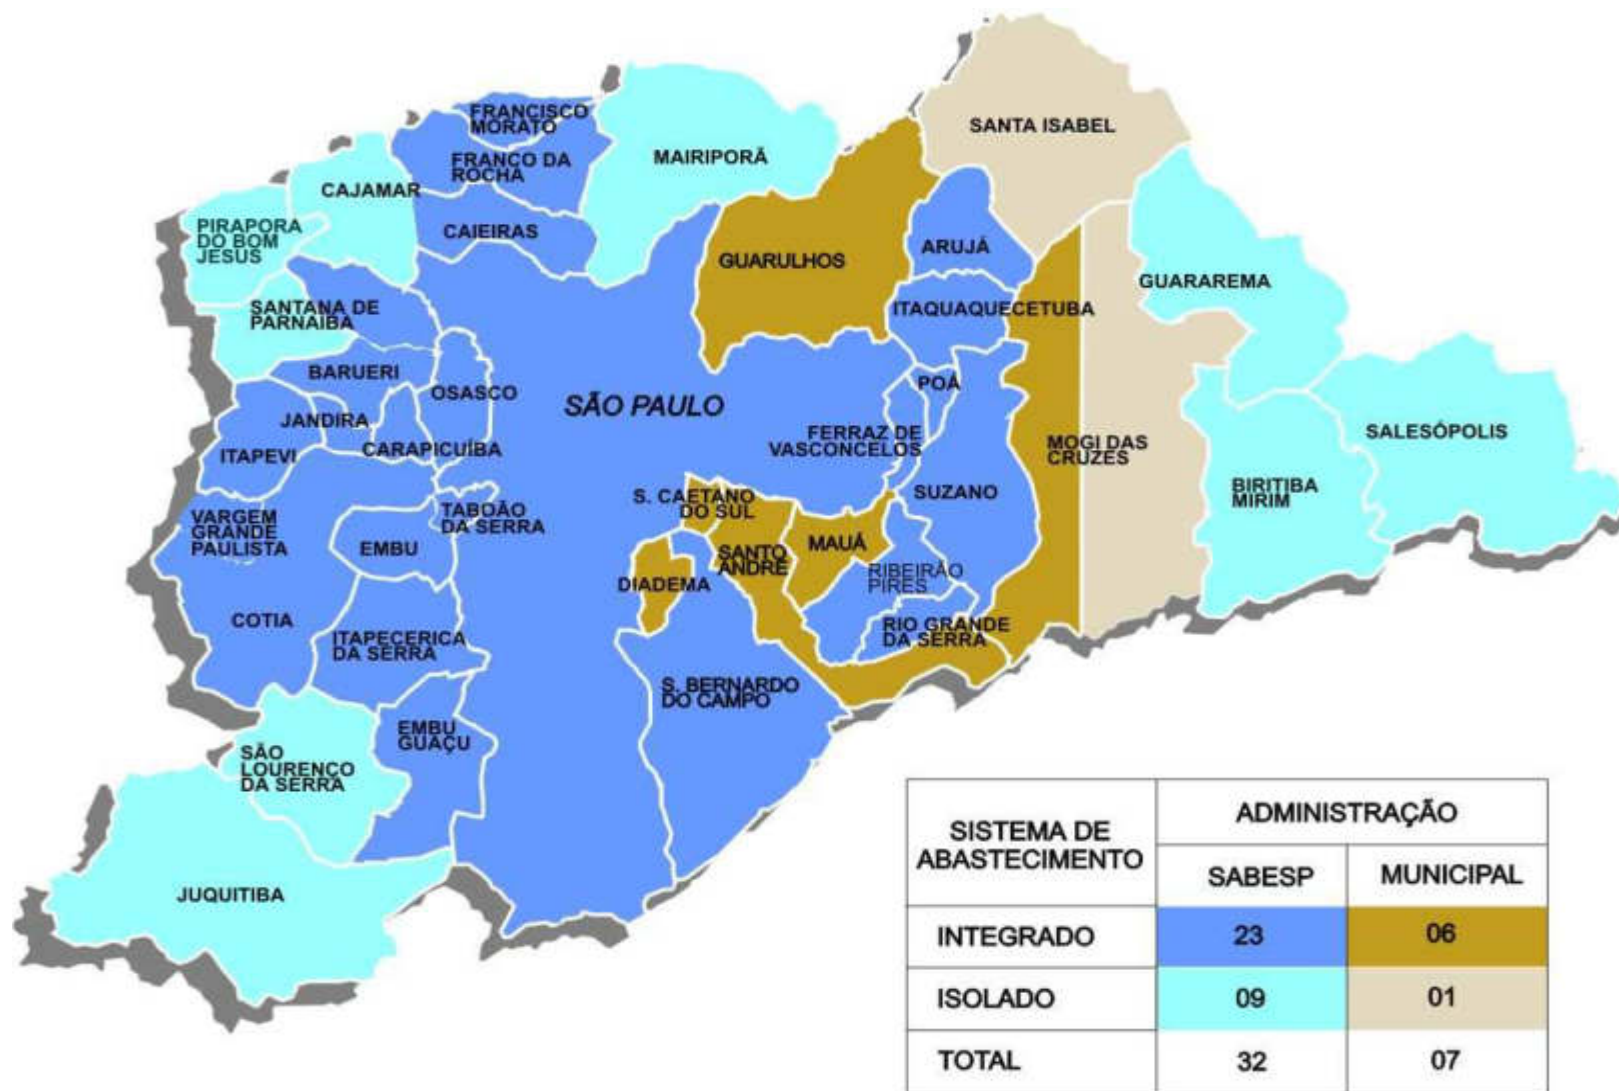 FRANCISCO
MORATO
FRANCO DA
ROCHA
MAIRIPORÃ
SANTA ISABEL
CAJAMAR
PIRAPORA
DO BOM
JESUS
CAIEIRAS
GUARULHOS
ARUJÁ
GUARAREMA
SANTANA DE
PARNAÍBA
ITAQUAQUECETUBA
BARUERI
OSASCO
SÃO PAULO
POÁ
JANDIRA
CARAPICUÍBA
ITAPEVI
FERRAZ DE
VASCONCELOS
MOGI DAS
CRUZES
SALESÓPOLIS
BIRITIBA
MIRIM
SUZANO
S. CAETANO
DO SUL
TABOÃO
DA SERRA
VARGEM
GRANDE
PAULISTA
EMBU
SANTO
ANDRÉ
MAUÁ
DIADEMA
RIBEIRÃO
PIRES
COTIA
ITAPECERICA
DA SERRA
RIO GRANDE
DA SERRA
S. BERNARDO
DO CAMPO
EMBU
GUAÇU
SÃO
LOURENÇO
DA SERRA
JUQUITIBA
SISTEMA DE
ABASTECIMENTO
ADMINISTRAÇÃO
SABESP MUNICIPAL
INTEGRADO 23 06
ISOLADO 09 01
TOTAL 32 07